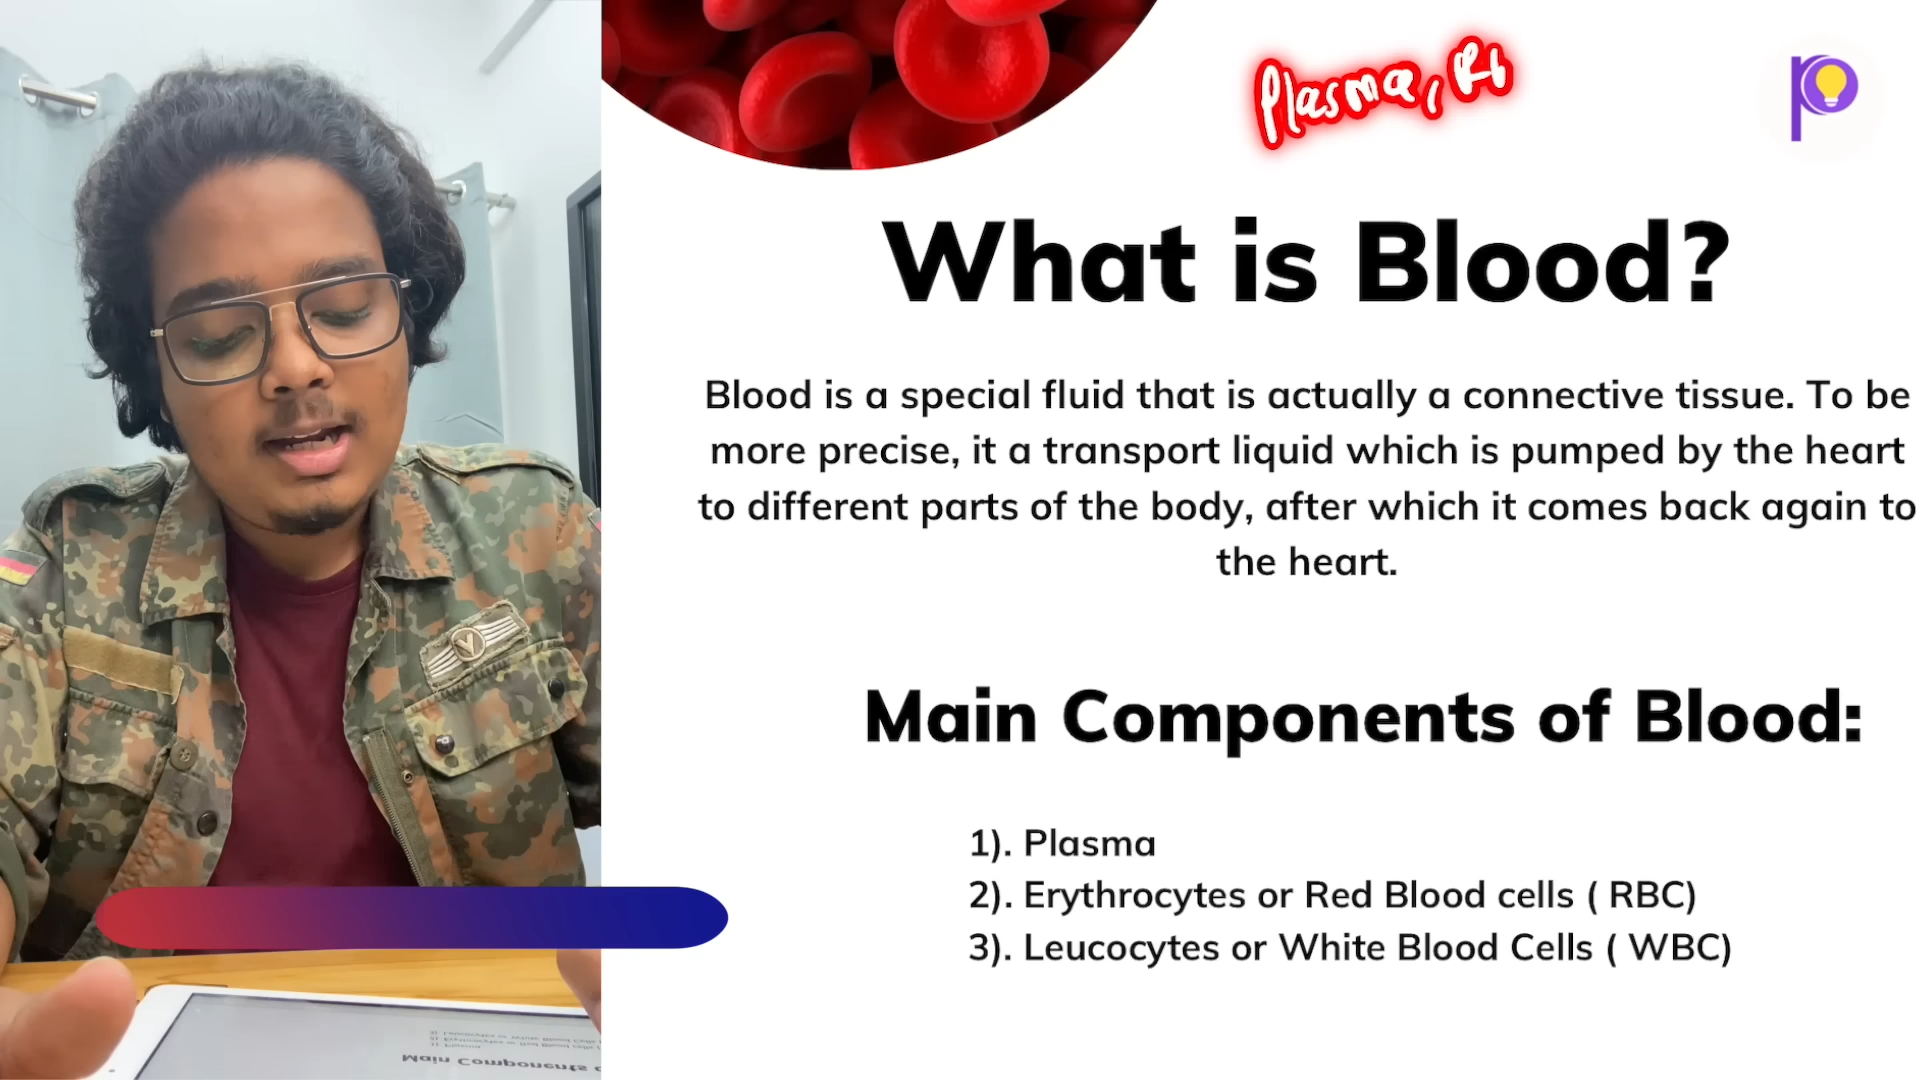 Plasma, Rb
What is Blood?
Blood is a special fluid that is actually a connective tissue. To be
more precise, it a transport liquid which is pumped by the heart
to different parts of the body, after which it comes back again to
the heart.
Main Components of Blood:
1). Plasma
2). Erythrocytes or Red Blood cells ( RBC)
3). Leucocytes or White Blood Cells ( WBC)
Main Components